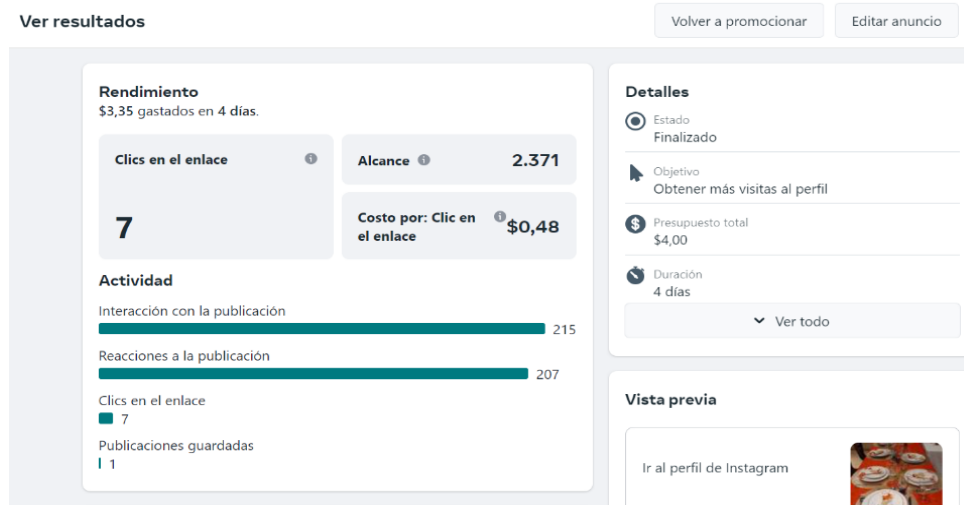 Ver resultados
Volver a promocionar
Editar anuncio
Rendimiento
$3,35 gastados en 4 días.
Clics en el enlace
7
Alcance
2.371
Costo por: Clic en
el enlace
$0,48
Actividad
Interacción con la publicación
215
Reacciones a la publicación
207
Clics en el enlace
7
Publicaciones guardadas
1
Detalles
Estado
Finalizado
Objetivo
Obtener más visitas al perfil
Presupuesto total
$4,00
Duración
4 días
Ver todo
Vista previa
Ir al perfil de Instagram